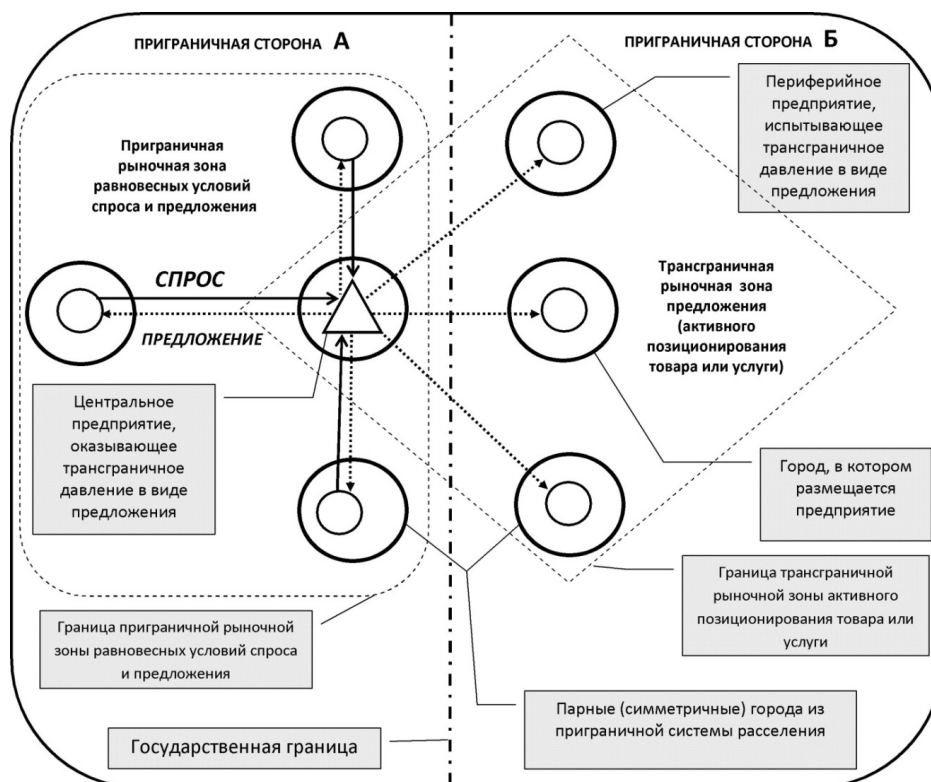 ПРИГРАНИЧНАЯ СТОРОНА А
ПРИГРАНИЧНАЯ СТОРОНА Б
Периферийное
предприятие,
испытывающее
трансграничное
давление в виде
предложения
Приграничная
рыночная зона
равновесных условий
спроса и предложения
СПРОС
ПРЕДЛОЖЕНИЕ
Трансграничная
рыночная зона
предложения
(активного
позиционирования
товара или услуги)
Центральное
предприятие,
оказывающее
трансграничное
давление в виде
предложения
Город, в котором
размещается
предприятие
Граница трансграничной
рыночной зоны активного
позиционирования товара или
услуги
Граница приграничной рыночной
зоны равновесных условий спроса
и предложения
Парные (симметричные) города из
приграничной системы расселения
Государственная граница